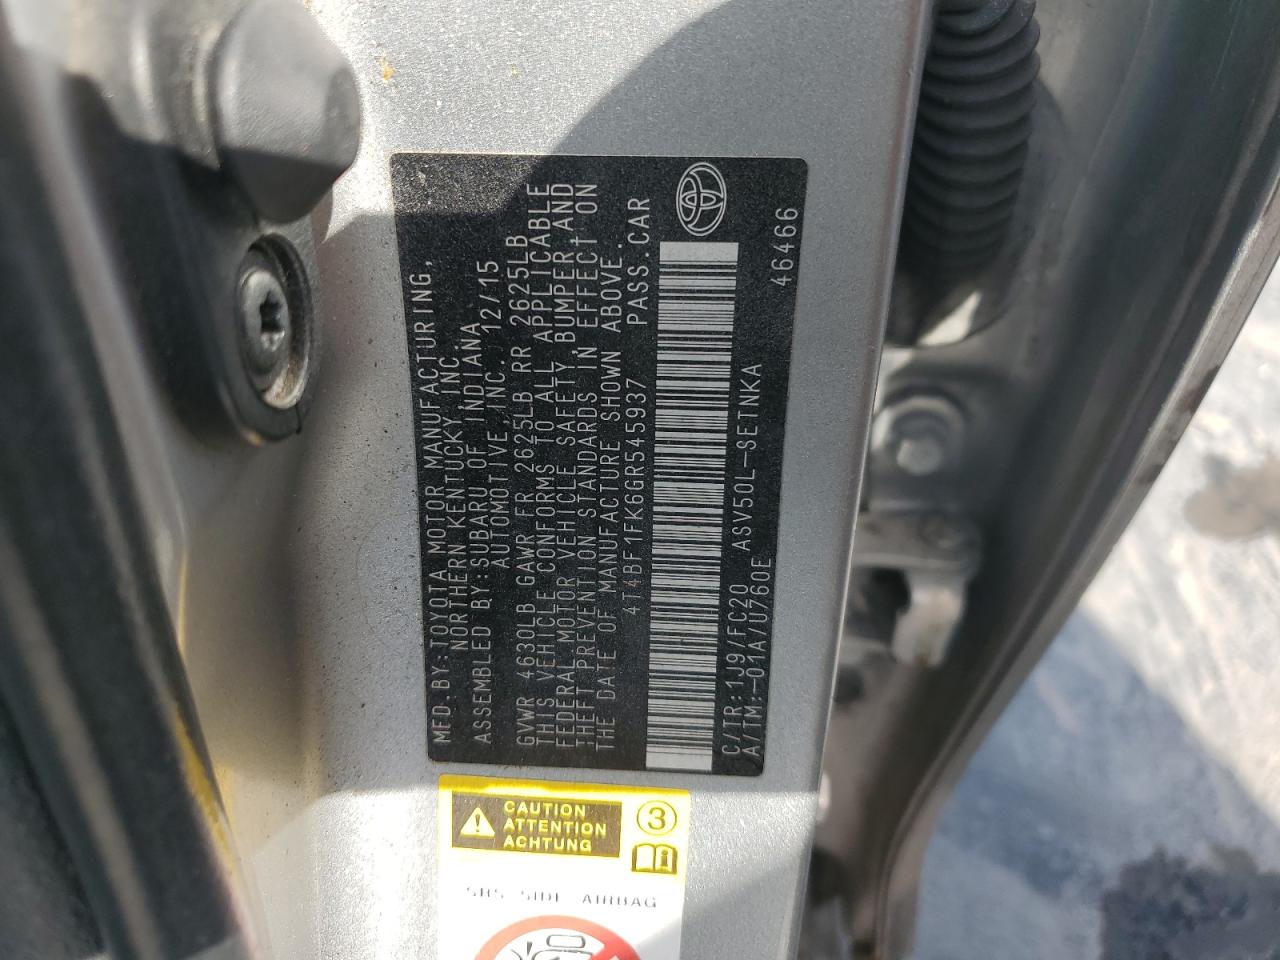 MFD.BY:TOYOTA MOTOR MANUFACTURING,
NORTHERN KENTUCKY, INC.
ASSEMBLED BY:SUBARU OF INDIANA
AUTOMOTIVE,INC. 12/15
GVWR 4630LB GAWR FR 2625LB RR 2625LB
THIS VEHICLE CONFORMS TO ALL APPLICABLE
FEDERAL MOTOR VEHICLE SAFETY,BUMPER,AND
THEFT PREVENTION STANDARDS IN EFFECT ON
THE DATE OF MANUFACTURE SHOWN ABOVE.
4T4BF1FK6GR545937 PASS.CAR
C/TR:1J9/FC20 ASV50L-SETNKA 46466
A/TM:-01A/U760E
CAUTION
ATTENTION
ACHTUNG
3
SRS SIDE AIRBAG